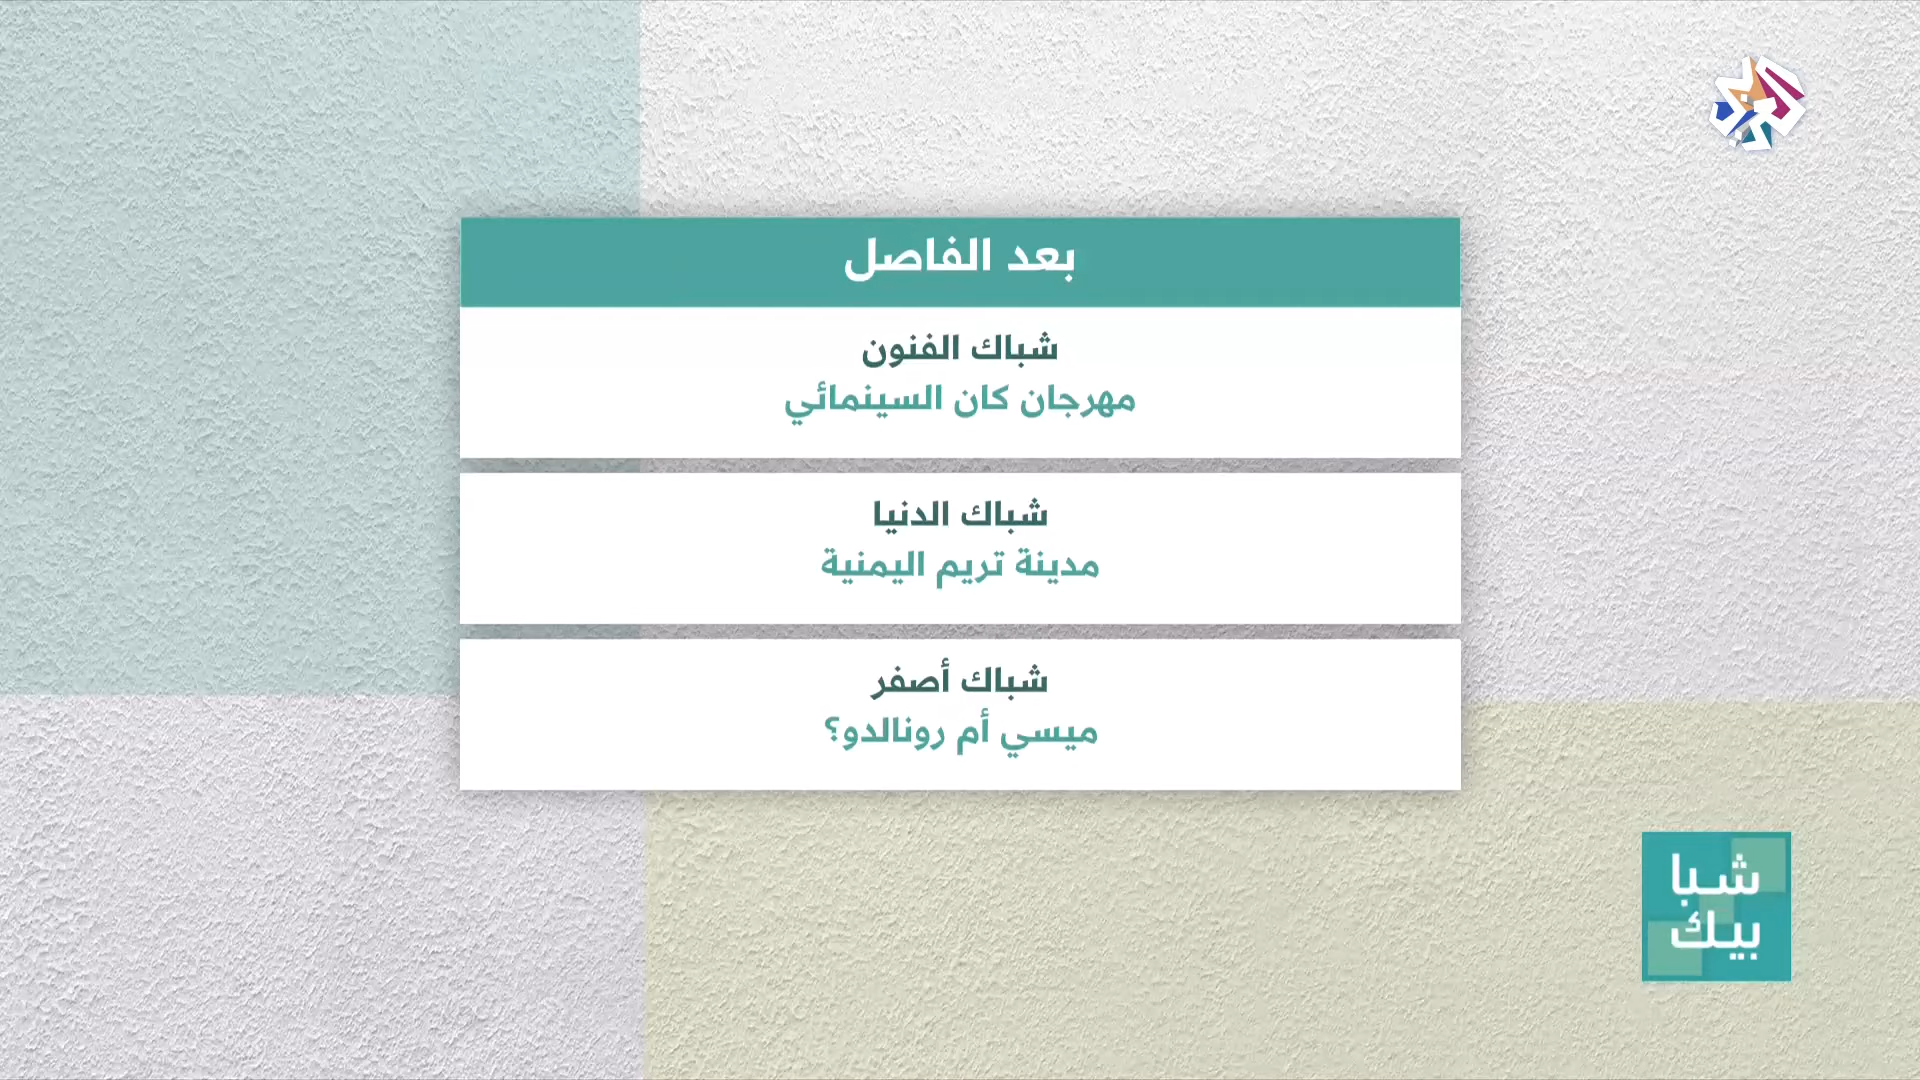 بعد الفاصل
شباك الفنون
مهرجان كان السينمائي
شباك الدنيا
مدينة تريم اليمنية
شباك أصفر
ميسي أم رونالدو؟
شبا
بيك